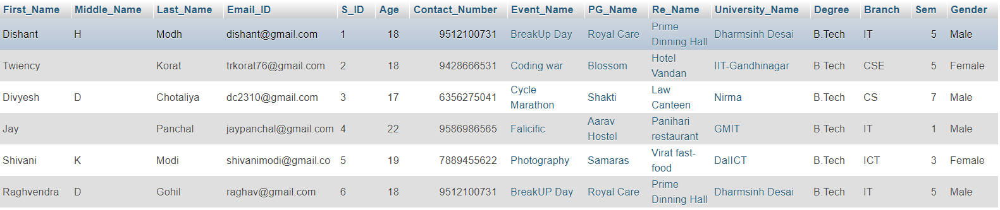 First_Name Middle_Name Last_Name Email_ID S_ID Age Contact_Number Event_Name PG_Name Re_Name University_Name Degree Branch Sem Gender
Dishant H Modh dishant@gmail.com 1 18 9512100731 BreakUp Day Royal Care Prime Dinning Hall Dharmsinh Desai B.Tech IT 5 Male
Twiency Korat trkorat76@gmail.com 2 18 9428666531 Coding war Blossom Hotel Vandan IIT-Gandhinagar B.Tech CSE 5 Female
Divyesh D Chotaliya dc2310@gmail.com 3 17 6356275041 Cycle Marathon Shakti Law Canteen Nirma B.Tech CS 7 Male
Jay Panchal jaypanchal@gmail.com 4 22 9586986565 Falicific Aarav Hostel Panihari restaurant GMIT B.Tech IT 1 Male
Shivani K Modi shivanimodi@gmail.co 5 19 7889455622 Photography Samaras Virat fast-food DaIICT B.Tech ICT 3 Female
Raghvendra D Gohil raghav@gmail.com 6 18 9512100731 BreakUP Day Royal Care Prime Dinning Hall Dharmsinh Desai B.Tech IT 5 Male